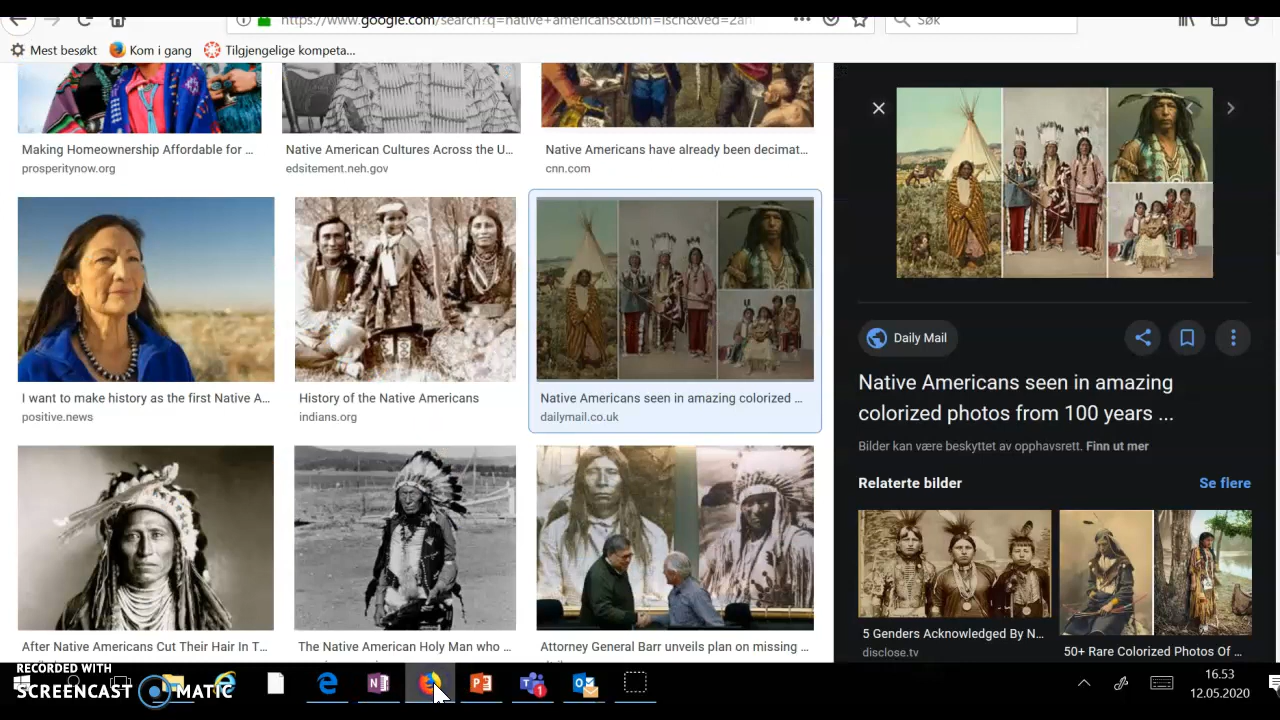 https://www.google.com/search?q=native+americans&tbm=isch&ved=2a
Søk
Mest besøkt
Kom i gang
Tilgjengelige kompeta...
Making Homeownership Affordable for ...
prosperitynow.org
Native American Cultures Across the U...
edsitement.neh.gov
Native Americans have already been decimat...
cnn.com
I want to make history as the first Native A...
positive.news
History of the Native Americans
indians.org
Native Americans seen in amazing colorized ...
dailymail.co.uk
After Native Americans Cut Their Hair In T...
The Native American Holy Man who ...
Attorney General Barr unveils plan on missing ...
Daily Mail
Native Americans seen in amazing
colorized photos from 100 years ...
Bilder kan være beskyttet av opphavsrett. Finn ut mer
Relaterte bilder
Se flere
5 Genders Acknowledged By N...
disclose.tv
50+ Rare Colorized Photos Of ...
RECORDED WITH
SCREENCAST MATIC
16.53
12.05.2020